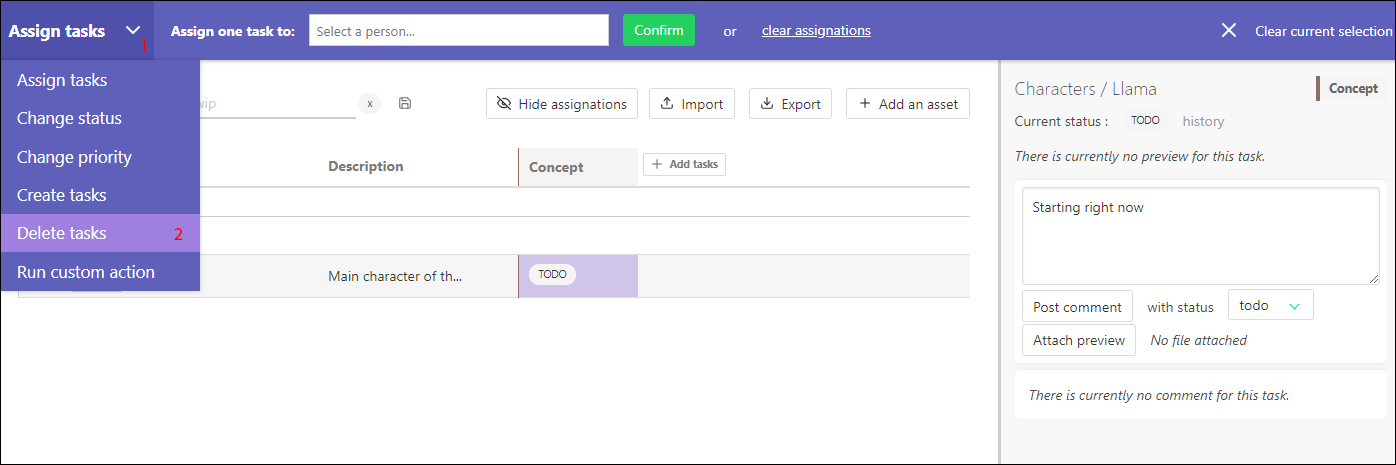 Assign tasks 1 Assign one task to: Select a person... Confirm or clear assignations Clear current selection
Assign tasks
Change status
Change priority
Create tasks
Delete tasks 2
Run custom action
wip x Hide assignations Import Export Add an asset
Description Concept Add tasks
Main character of th... TODO
Characters / Llama Concept
Current status : TODO history
There is currently no preview for this task.
Starting right now
Post comment with status todo
Attach preview No file attached
There is currently no comment for this task.